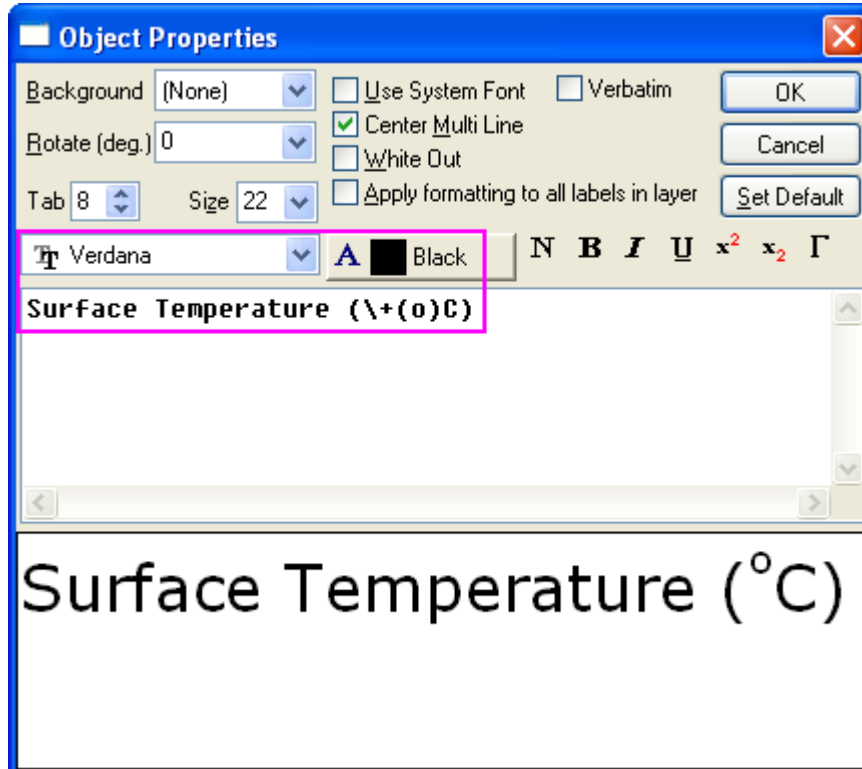 Object Properties
Background (None) Use System Font Verbatim OK
Center Multi Line
Rotate (deg.) 0 White Out Cancel
Tab 8 Size 22 Apply formatting to all labels in layer Set Default
Verdana A Black N B I U x² x₂ Γ
Surface Temperature (\+(o)C)
Surface Temperature (°C)